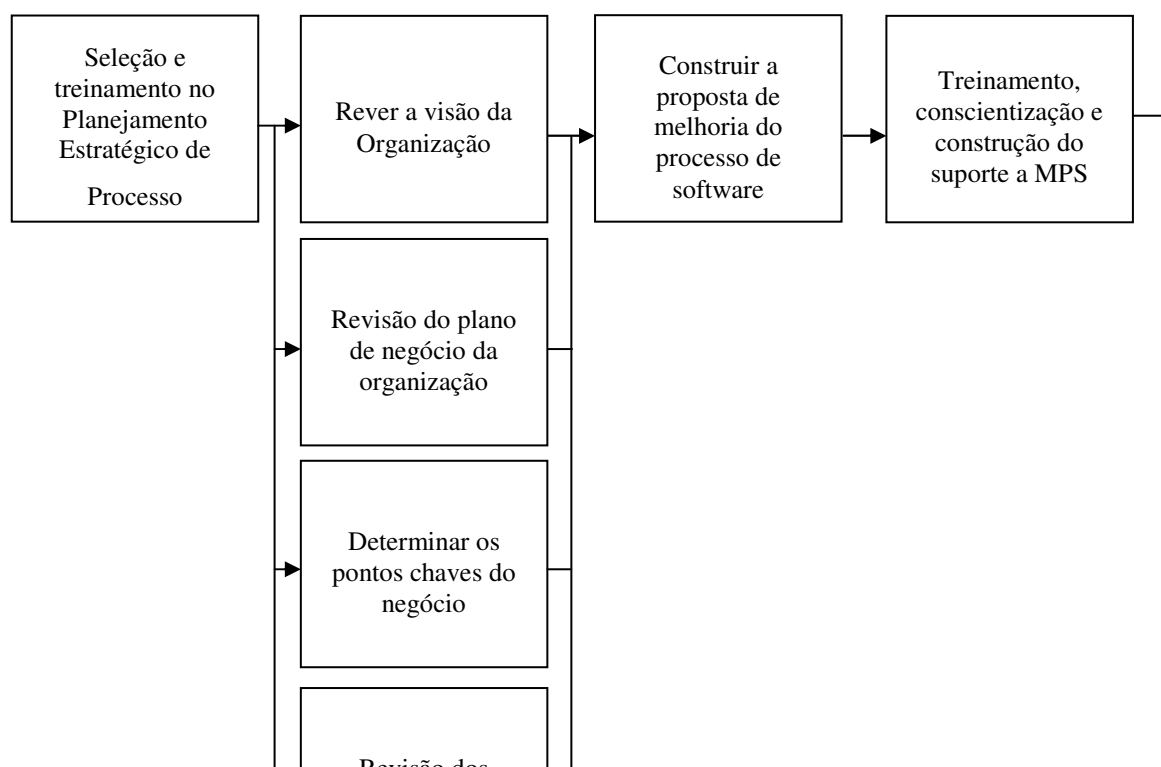 Seleção e
treinamento no
Planejamento
Estratégico de
Processo
Rever a visão da
Organização
Construir a
proposta de
melhoria do
processo de
software
Treinamento,
conscientização e
construção do
suporte a MPS
Revisão do plano
de negócio da
organização
Determinar os
pontos chaves do
negócio
Revisão dos